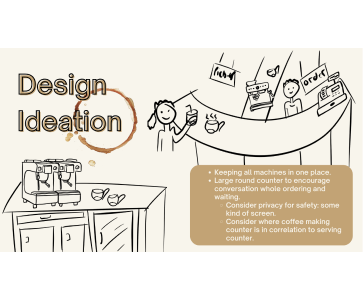 Design
Ideation
Pickup
order
Keeping all machines in one place.
Large round counter to encourage
conversation whole ordering and
waiting.
Consider privacy for safety; some
kind of screen.
Consider where coffee making
counter is in correlation to serving
counter.